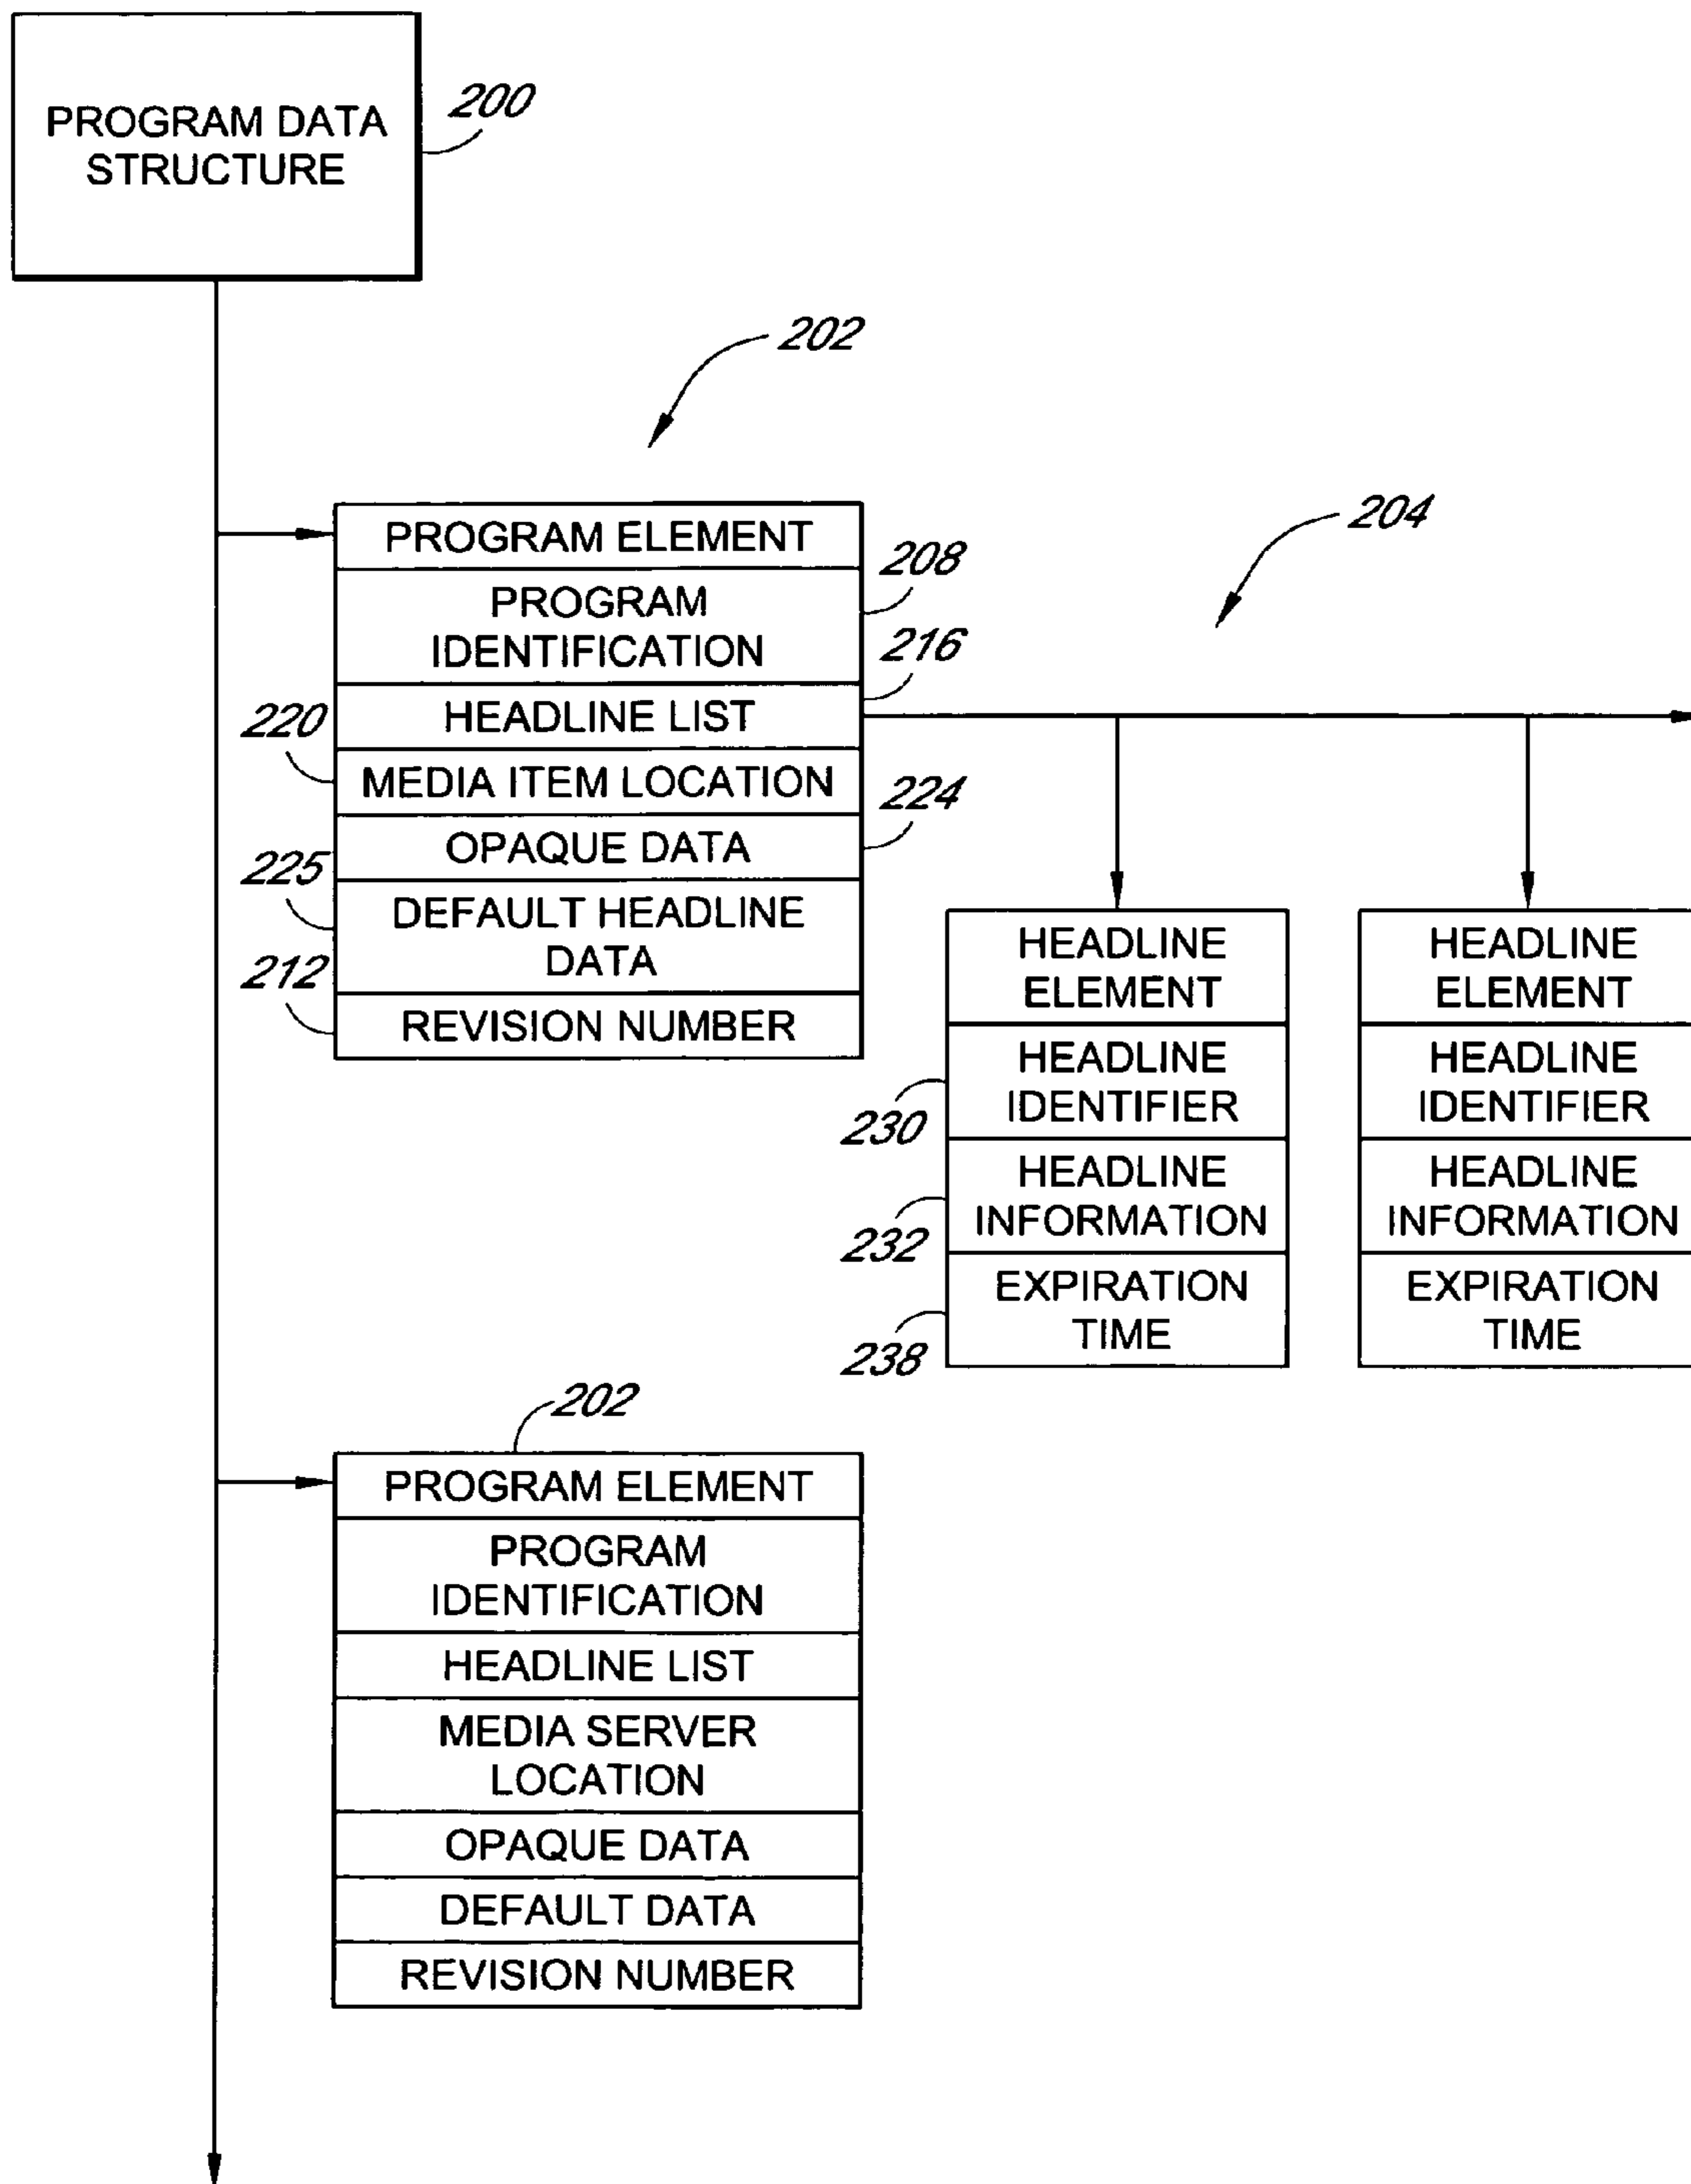 PROGRAM DATA
STRUCTURE
200
202
204
PROGRAM ELEMENT
208
PROGRAM
IDENTIFICATION
216
HEADLINE LIST
220
MEDIA ITEM LOCATION
224
OPAQUE DATA
225
DEFAULT HEADLINE
DATA
212
REVISION NUMBER
HEADLINE
ELEMENT
HEADLINE
IDENTIFIER
230
HEADLINE
INFORMATION
232
EXPIRATION
TIME
238
HEADLINE
ELEMENT
HEADLINE
IDENTIFIER
HEADLINE
INFORMATION
EXPIRATION
TIME
202
PROGRAM ELEMENT
PROGRAM
IDENTIFICATION
HEADLINE LIST
MEDIA SERVER
LOCATION
OPAQUE DATA
DEFAULT DATA
REVISION NUMBER